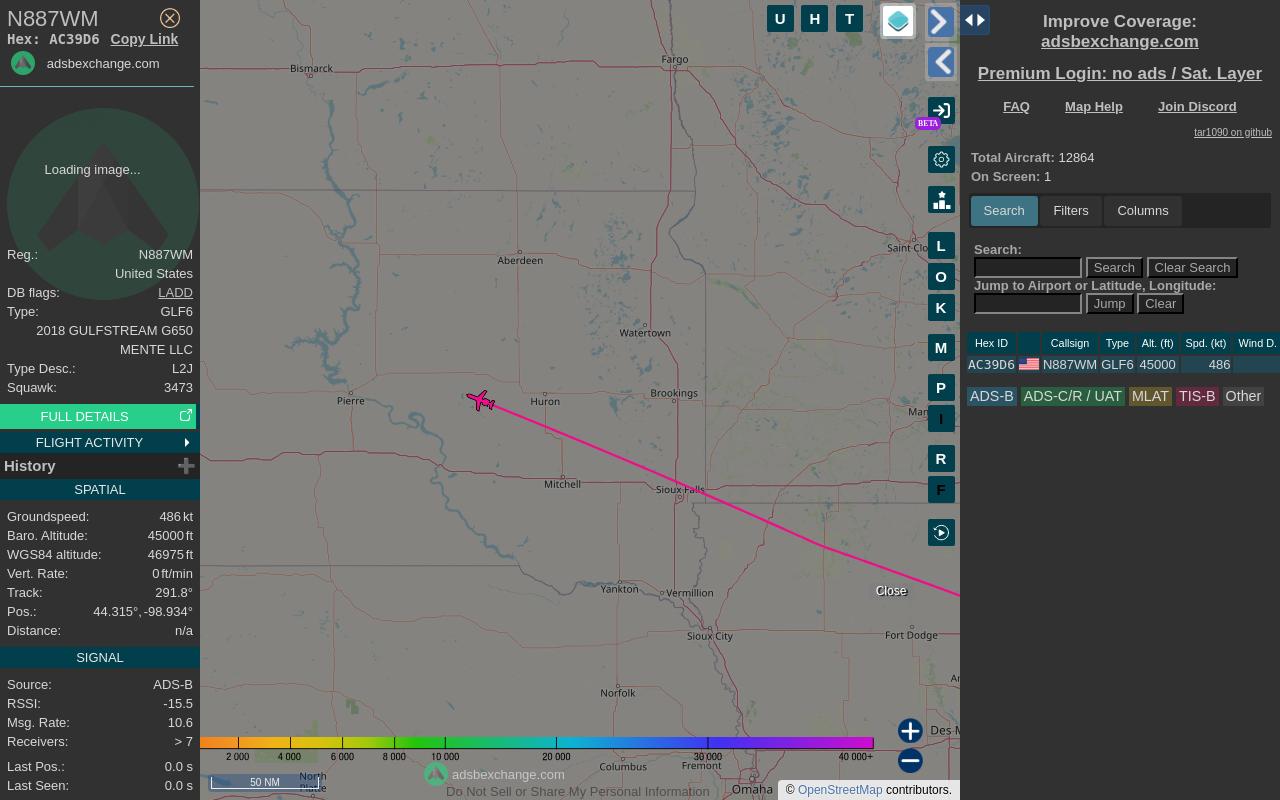 N887WM
Hex: AC39D6 Copy Link
adsbexchange.com
Loading image...
Reg.: N887WM
United States
DB flags: LADD
Type: GLF6
2018 GULFSTREAM G650
MENTE LLC
Type Desc.: L2J
Squawk: 3473
FULL DETAILS
FLIGHT ACTIVITY
History
SPATIAL
Groundspeed: 486 kt
Baro. Altitude: 45000 ft
WGS84 altitude: 46975 ft
Vert. Rate: 0 ft/min
Track: 291.8°
Pos.: 44.315°, -98.934°
Distance: n/a
SIGNAL
Source: ADS-B
RSSI: -15.5
Msg. Rate: 10.6
Receivers: > 7
Last Pos.: 0.0 s
Last Seen: 0.0 s
U H T
BETA
L
O
K
M
P
I
R
F
Bismarck
Fargo
Saint Clo
Aberdeen
Watertown
Pierre
Huron
Brookings
Man
Mitchell
Sioux Falls
Yankton
Vermillion
Close
Sioux City
Fort Dodge
Norfolk
Des M
2 000 4 000 6 000 8 000 10 000 20 000 30 000 40 000+
Columbus
Fremont
North
Platte
50 NM
adsbexchange.com
Omaha
Do Not Sell or Share My Personal Information
© OpenStreetMap contributors.
Improve Coverage:
adsbexchange.com
Premium Login: no ads / Sat. Layer
FAQ Map Help Join Discord
tar1090 on github
Total Aircraft: 12864
On Screen: 1
Search Filters Columns
Search:
Search Clear Search
Jump to Airport or Latitude, Longitude:
Jump Clear
Hex ID Callsign Type Alt. (ft) Spd. (kt) Wind D.
AC39D6 N887WM GLF6 45000 486
ADS-B ADS-C/R / UAT MLAT TIS-B Other